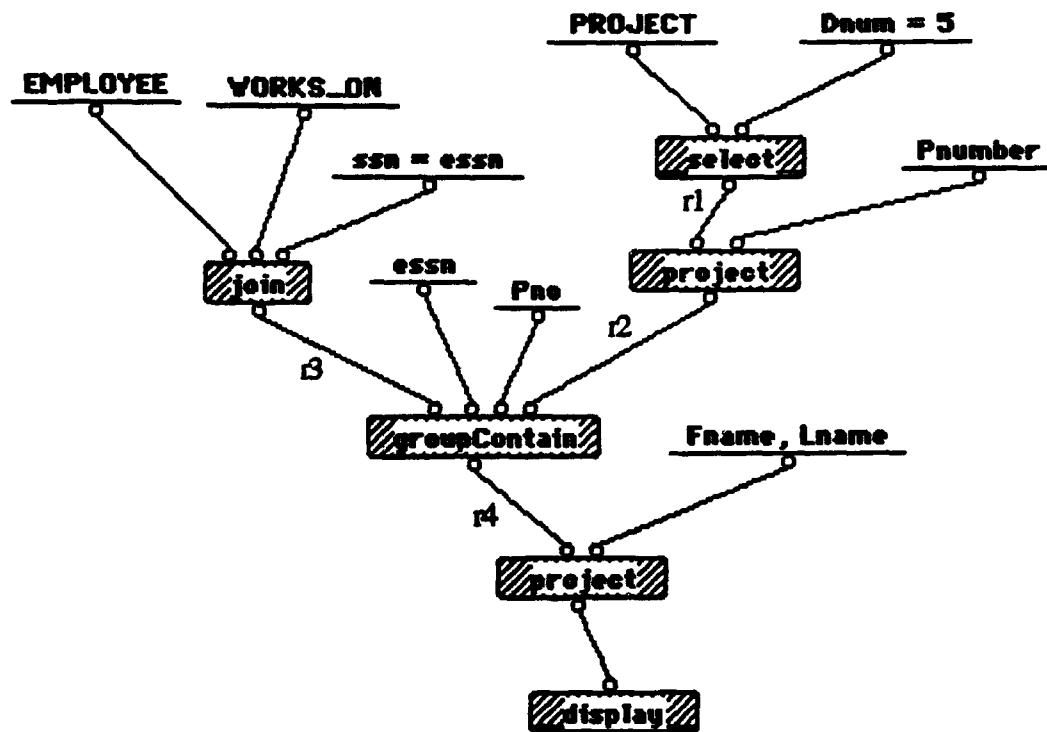 PROJECT
Dnum = 5
EMPLOYEE
WORKS_ON
ssn = essn
select
Pnumber
r1
join
essn
Pno
project
r2
r3
groupContain
Fname, Lname
r4
project
display